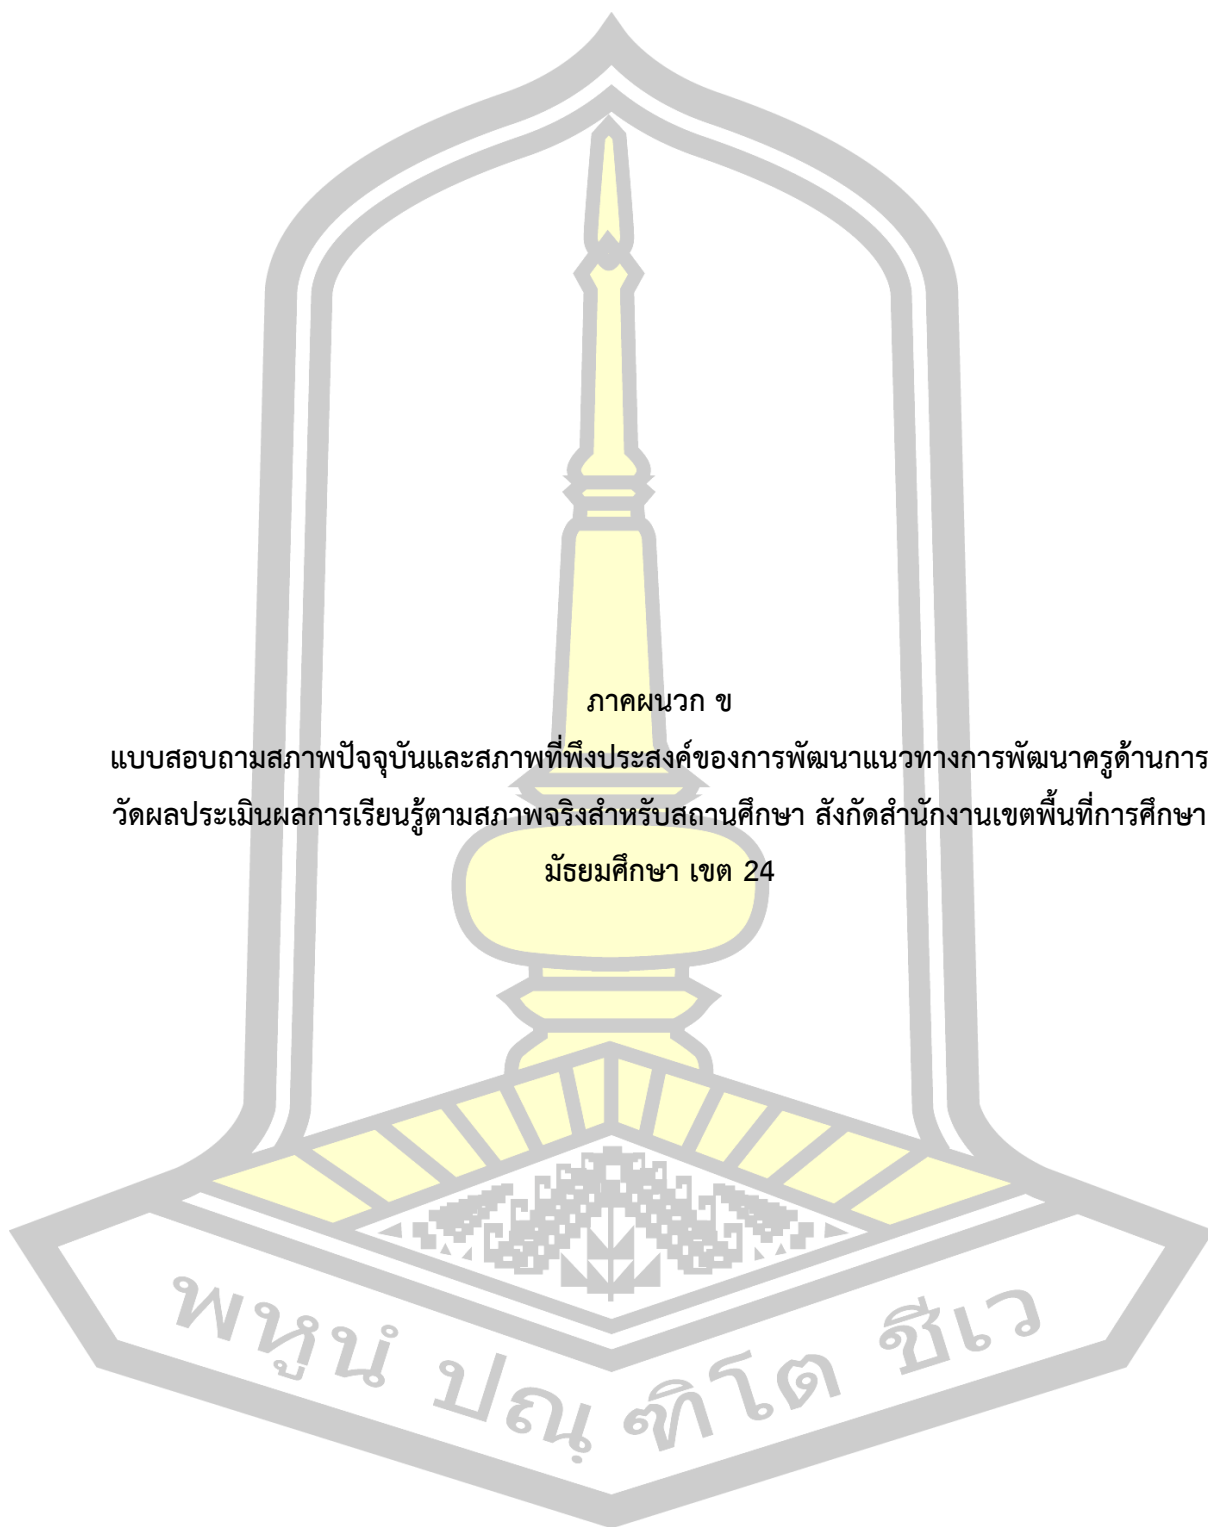 ภาคผนวก ข
แบบสอบถามสภาพปัจจุบันและสภาพที่พึงประสงค์ของการพัฒนาแนวทางการพัฒนาครูด้านการ
วัดผลประเมินผลการเรียนรู้ตามสภาพจริงสำหรับสถานศึกษา สังกัดสำนักงานเขตพื้นที่การศึกษา
มัธยมศึกษา เขต 24
พหูนํ ปณฺฑิโต ชีเว